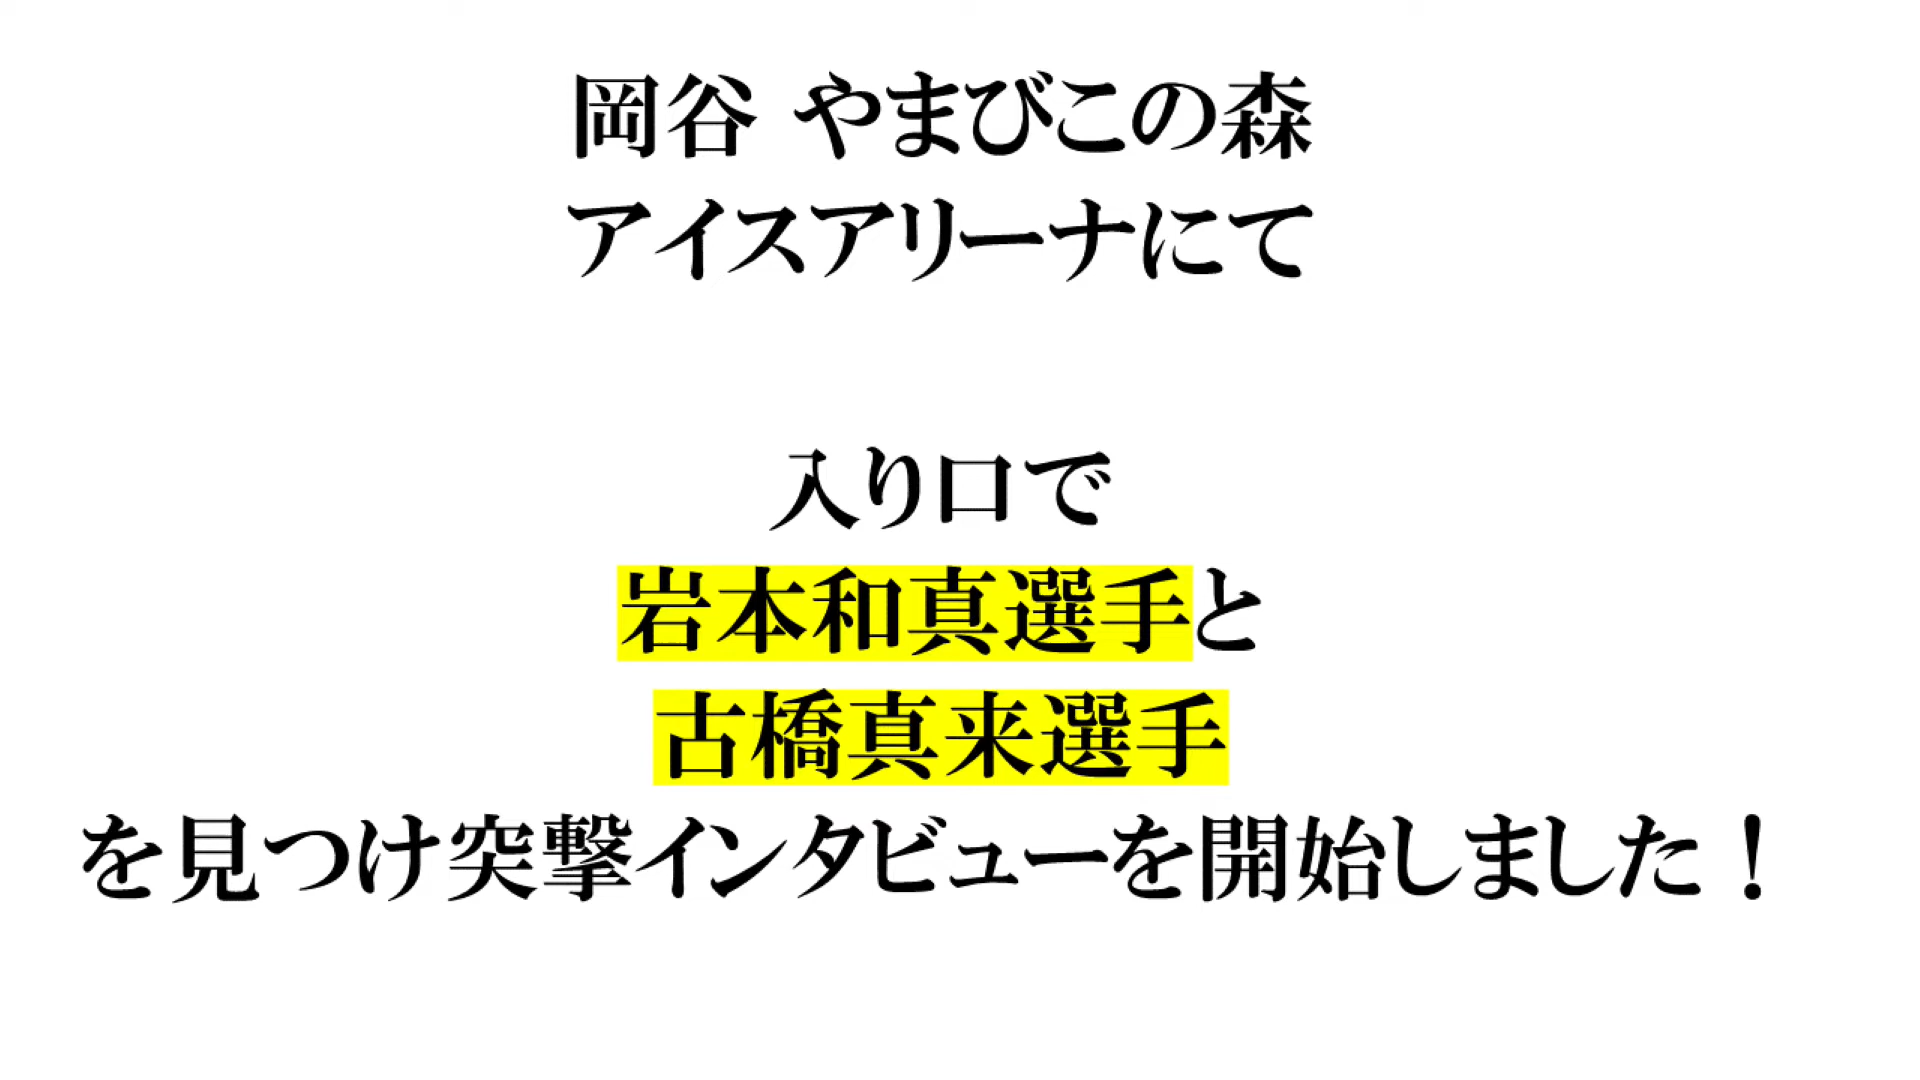 岡谷 やまびこの森
アイスアリーナにて
入り口で
岩本和真選手と
古橋真来選手
を見つけ突撃インタビューを開始しました！